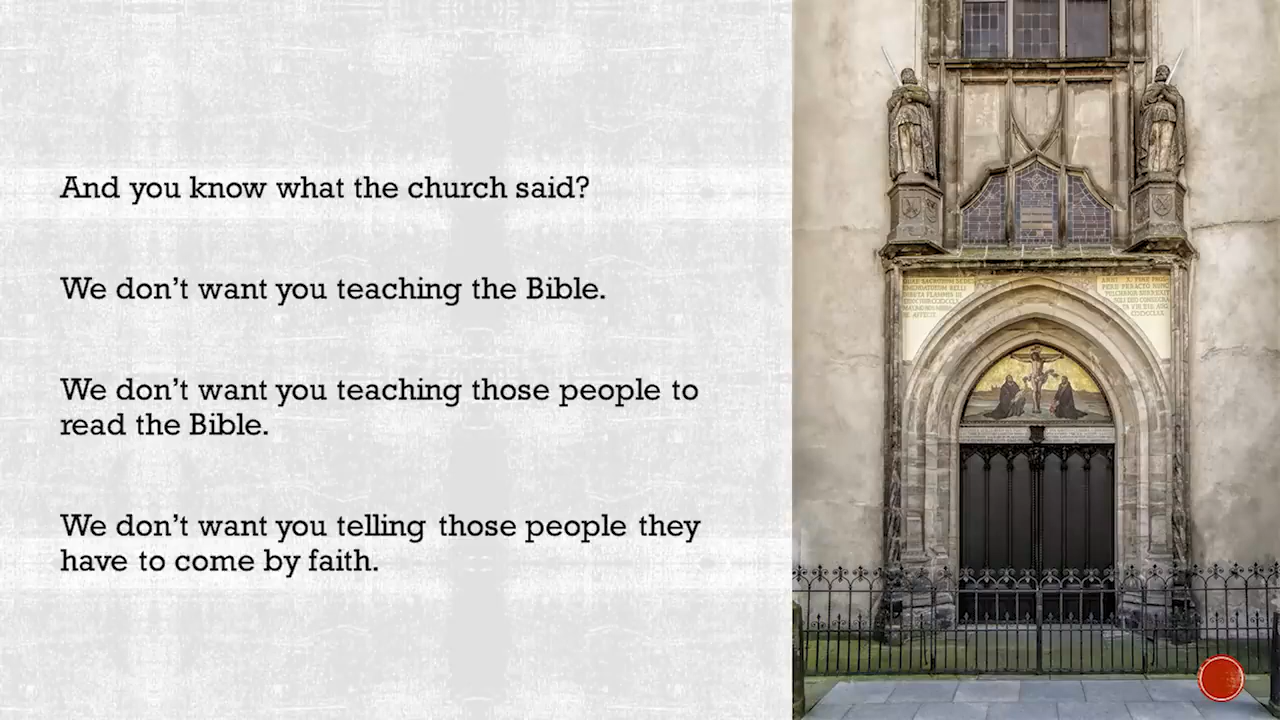 And you know what the church said?
We don't want you teaching the Bible.
We don't want you teaching those people to
read the Bible.
We don't want you telling those people they
have to come by faith.